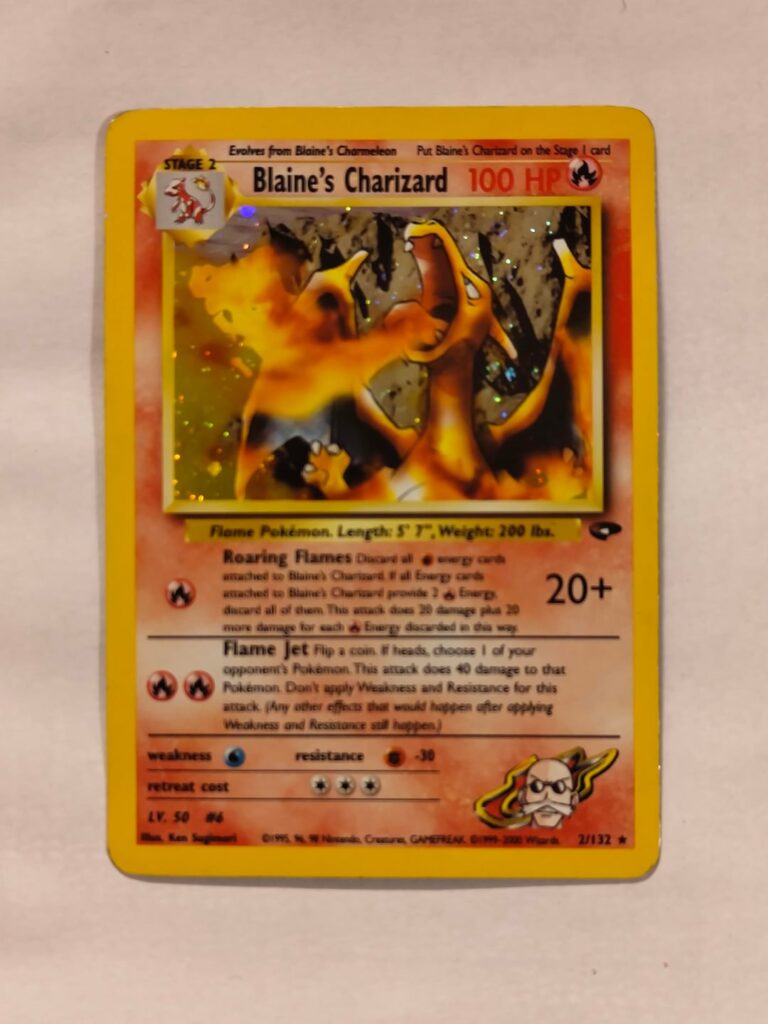 Evolves from Blaine's Charmeleon Put Blaine's Charizard on the Stage 1 card
STAGE 2
Blaine's Charizard 100 HP
Flame Pokémon. Length: 5' 7", Weight: 200 lbs.
Roaring Flames Discard all energy cards
attached to Blaine's Charizard. If all Energy cards
attached to Blaine's Charizard provide 2 Energy,
discard all of them. This attack does 20 damage plus 20
more damage for each Energy discarded in this way.
20+
Flame Jet Flip a coin. If heads, choose 1 of your
opponent's Pokémon. This attack does 40 damage to that
Pokémon. Don't apply Weakness and Resistance for this
attack. (Any other effects that would happen after applying
Weakness and Resistance still happen.)
weakness resistance -30
retreat cost
LV. 50 #6
Illus. Ken Sugimori ©1995, 96, 98 Nintendo, Creatures, GAMEFREAK. ©1999-2000 Wizards. 2/132 ★